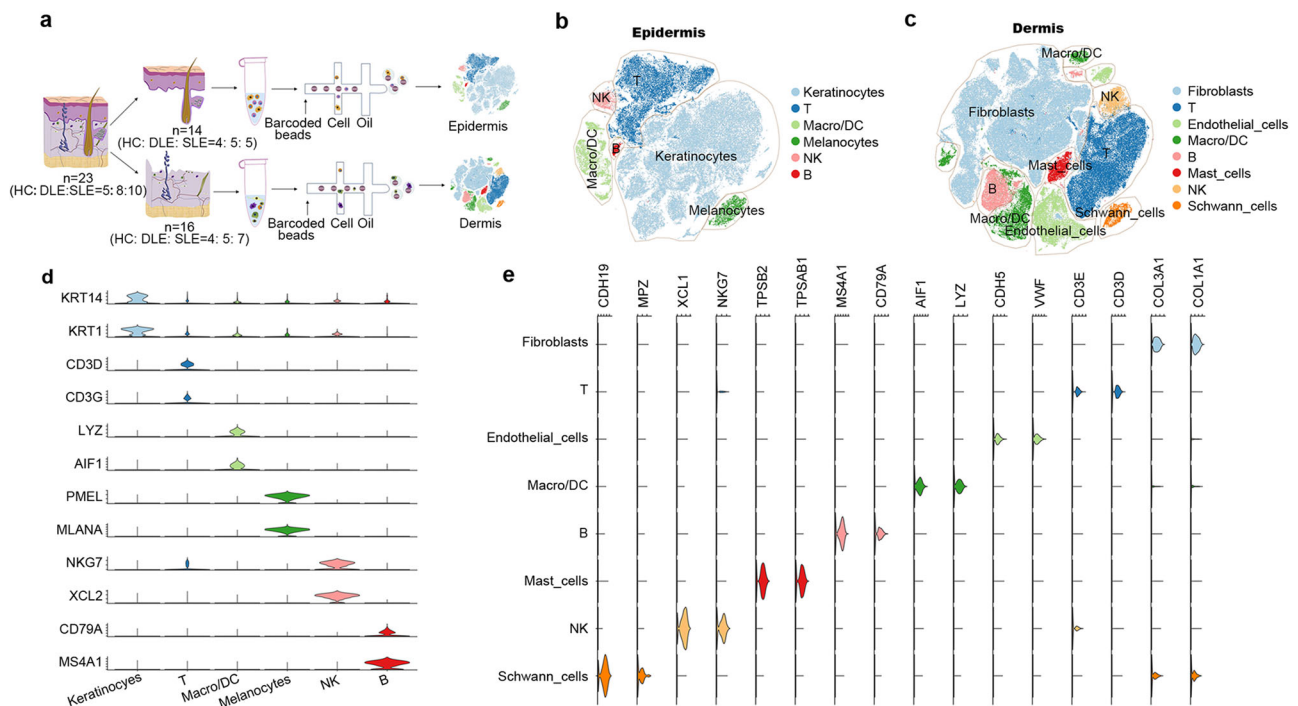 a
n=23
(HC: DLE:SLE=5: 8:10)
n=14
(HC: DLE: SLE=4: 5: 5)
Barcoded beads
Cell
Oil
Epidermis
n=16
(HC: DLE: SLE=4: 5: 7)
Barcoded beads
Cell
Oil
Dermis
b
Epidermis
T
NK
B
Macro/DC
Keratinocytes
Melanocytes
Keratinocytes
T
Macro/DC
Melanocytes
NK
B
c
Dermis
Macro/DC
NK
Fibroblasts
T
Mast_cells
B
Macro/DC
Endothelial_cells
Schwann_cells
Fibroblasts
T
Endothelial_cells
Macro/DC
B
Mast_cells
NK
Schwann_cells
d
KRT14
KRT1
CD3D
CD3G
LYZ
AIF1
PMEL
MLANA
NKG7
XCL2
CD79A
MS4A1
Keratinocyes
T
Macro/DC
Melanocytes
NK
B
e
CDH19
MPZ
XCL1
NKG7
TPSB2
TPSAB1
MS4A1
CD79A
AIF1
LYZ
CDH5
VWF
CD3E
CD3D
COL3A1
COL1A1
Fibroblasts
T
Endothelial_cells
Macro/DC
B
Mast_cells
NK
Schwann_cells